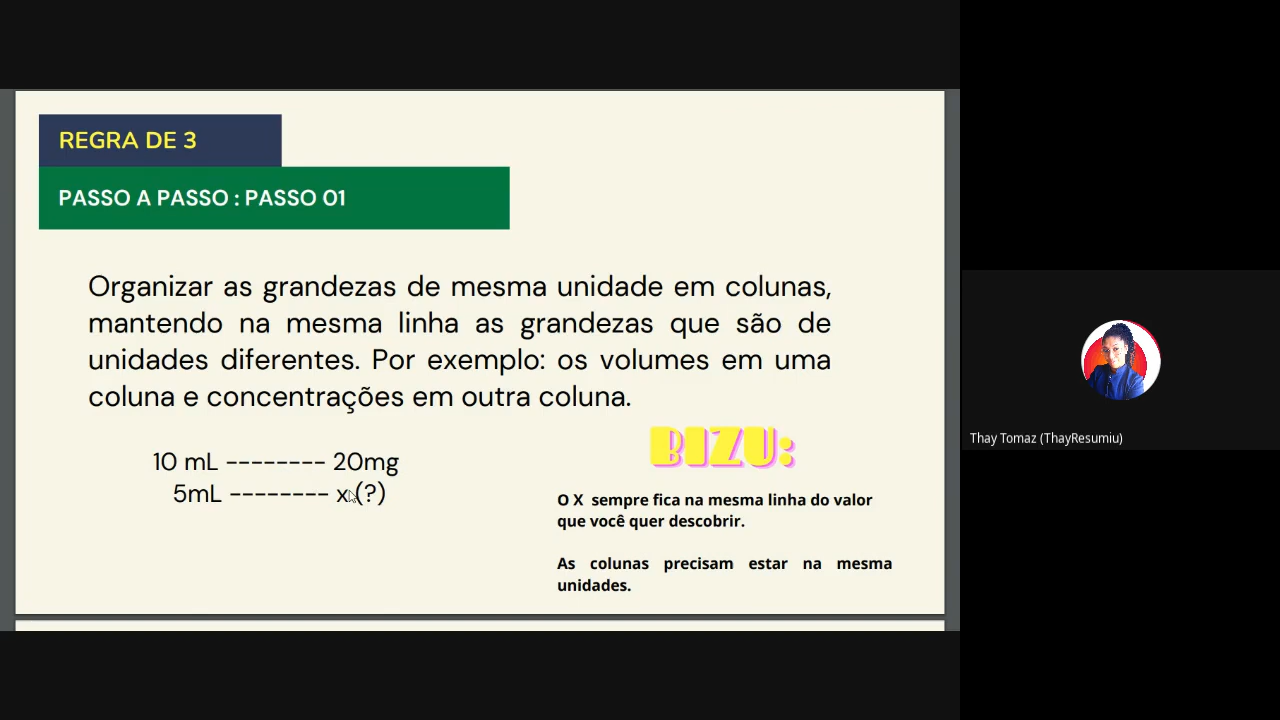 REGRA DE 3
PASSO A PASSO : PASSO 01
Organizar as grandezas de mesma unidade em colunas,
mantendo na mesma linha as grandezas que são de
unidades diferentes. Por exemplo: os volumes em uma
coluna e concentrações em outra coluna.
10 mL -------- 20mg
5mL -------- x (?)
BIZU:
O X sempre fica na mesma linha do valor
que você quer descobrir.
As colunas precisam estar na mesma
unidades.
Thay Tomaz (ThayResumiu)